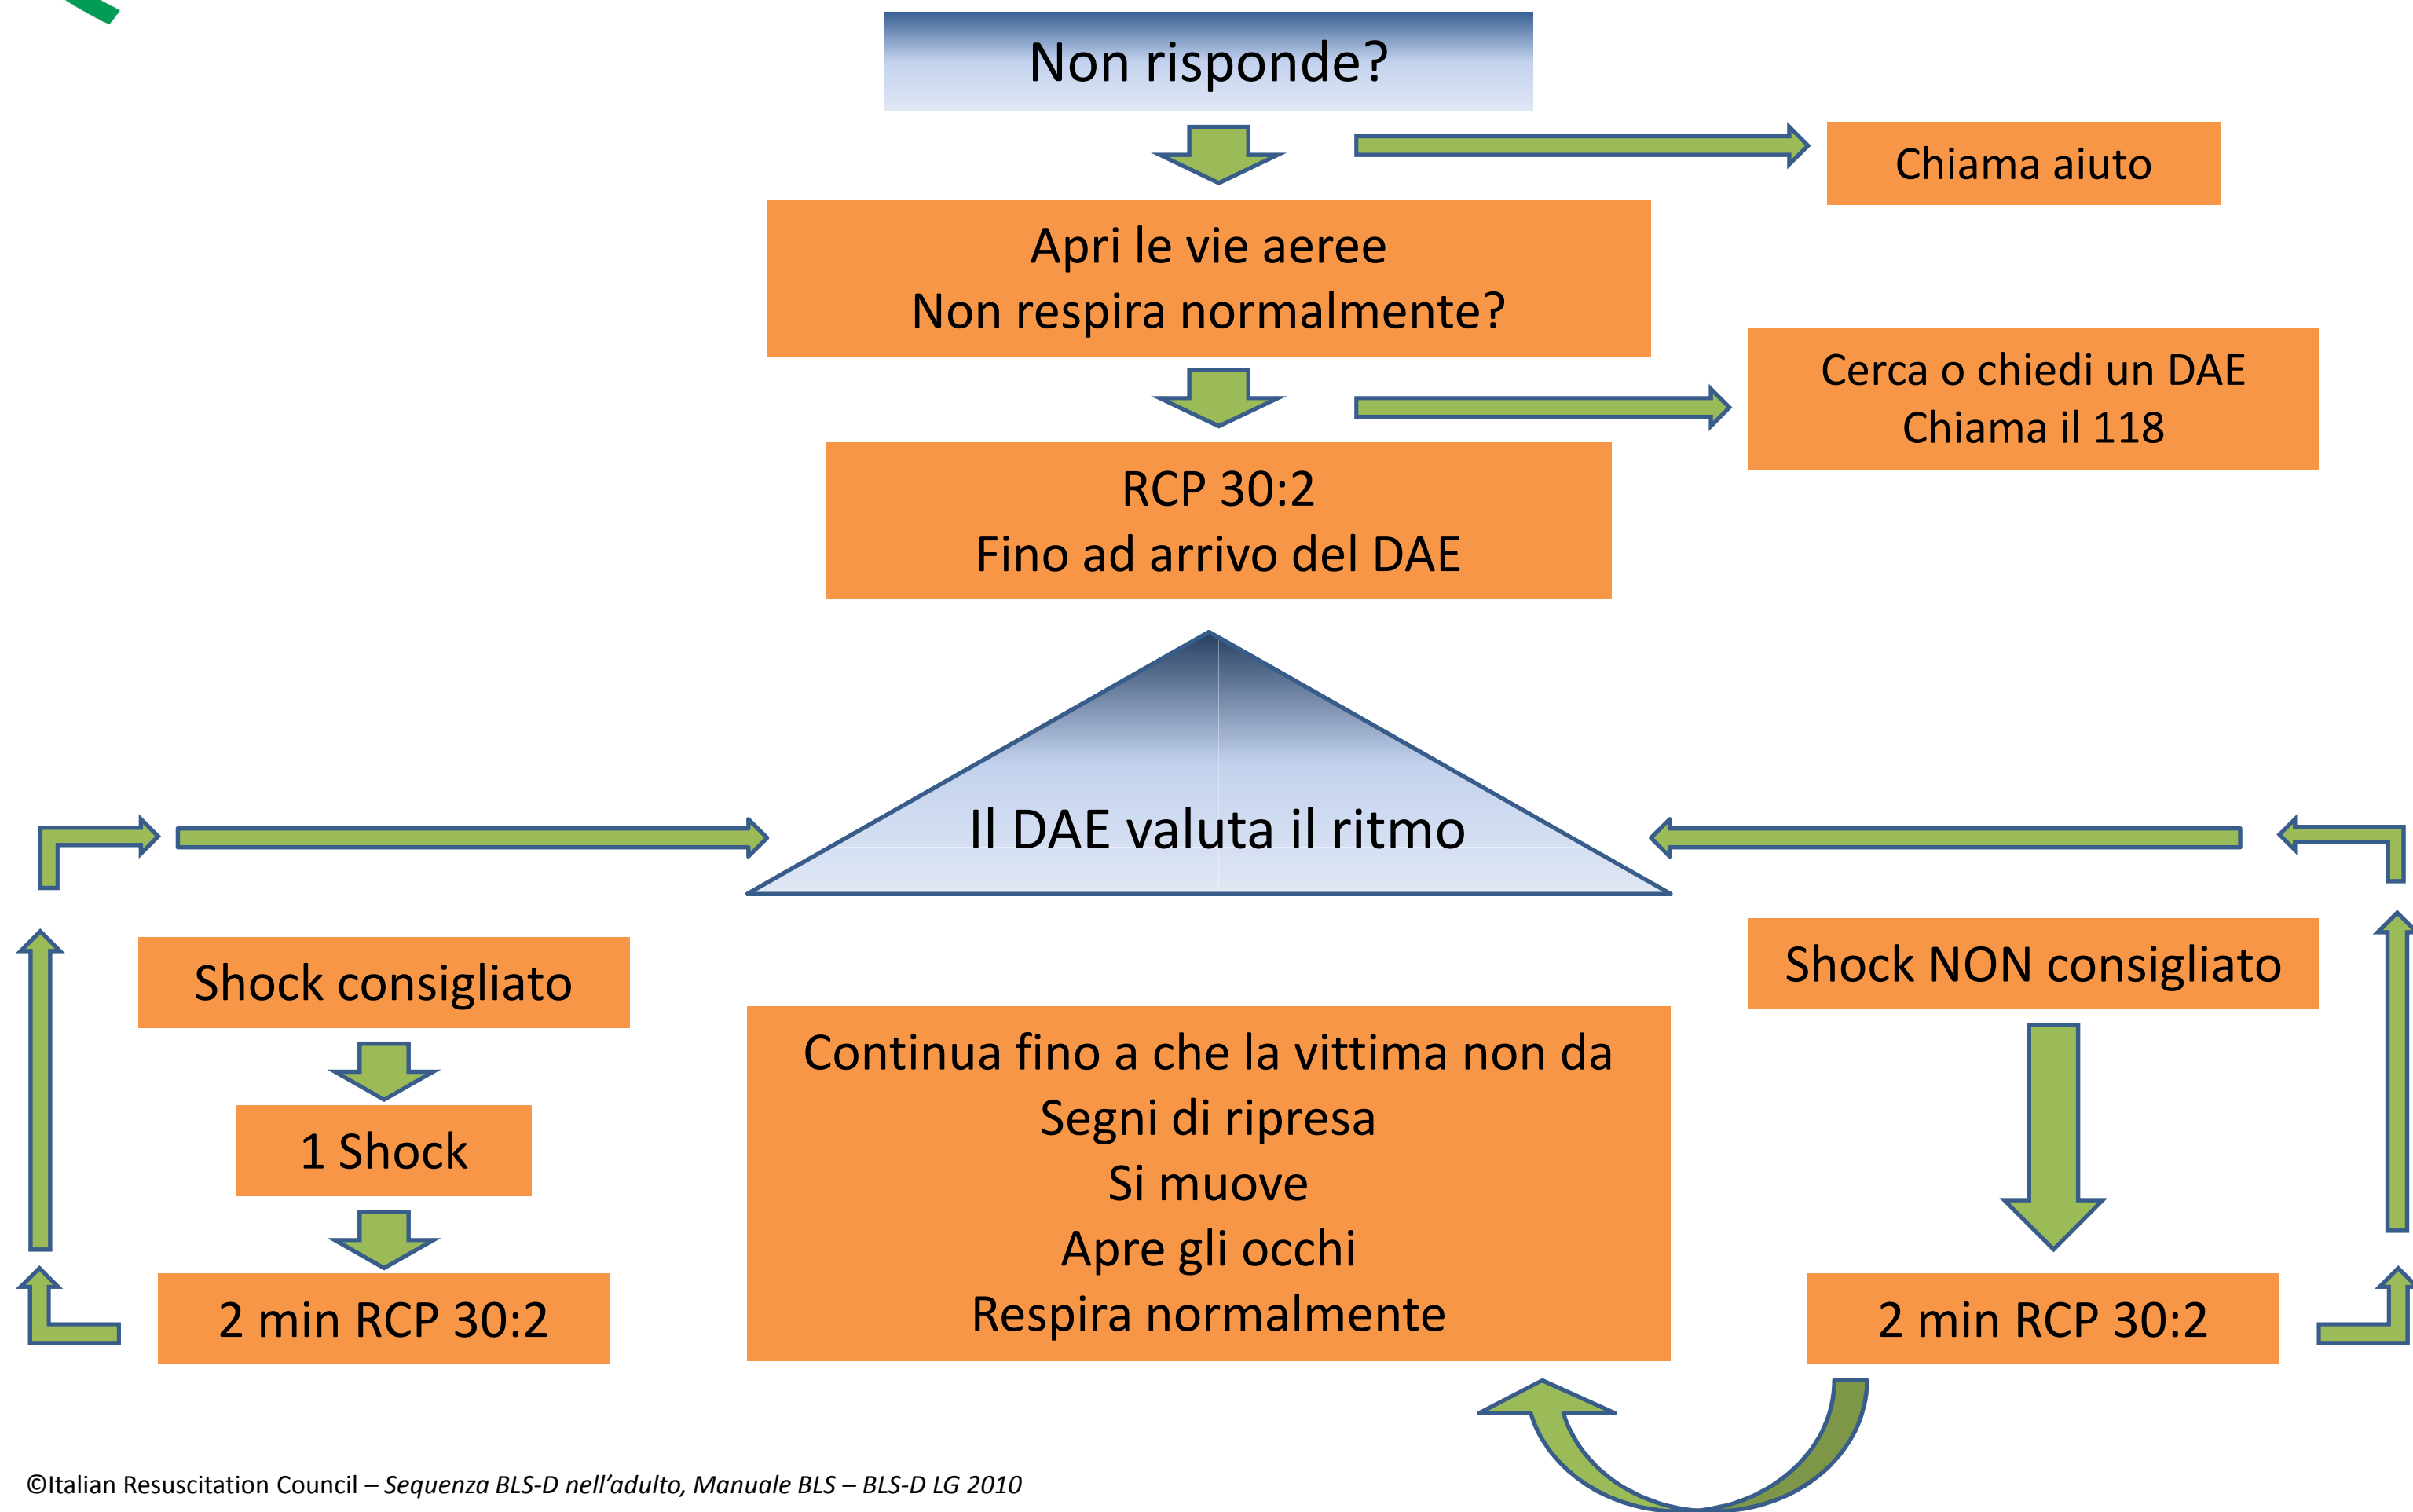 Non risponde?
Chiama aiuto
Apri le vie aeree
Non respira normalmente?
Cerca o chiedi un DAE
Chiama il 118
RCP 30:2
Fino ad arrivo del DAE
Il DAE valuta il ritmo
Shock consigliato
1 Shock
2 min RCP 30:2
Continua fino a che la vittima non da
Segni di ripresa
Si muove
Apre gli occhi
Respira normalmente
Shock NON consigliato
2 min RCP 30:2
©Italian Resuscitation Council – Sequenza BLS-D nell’adulto, Manuale BLS – BLS-D LG 2010